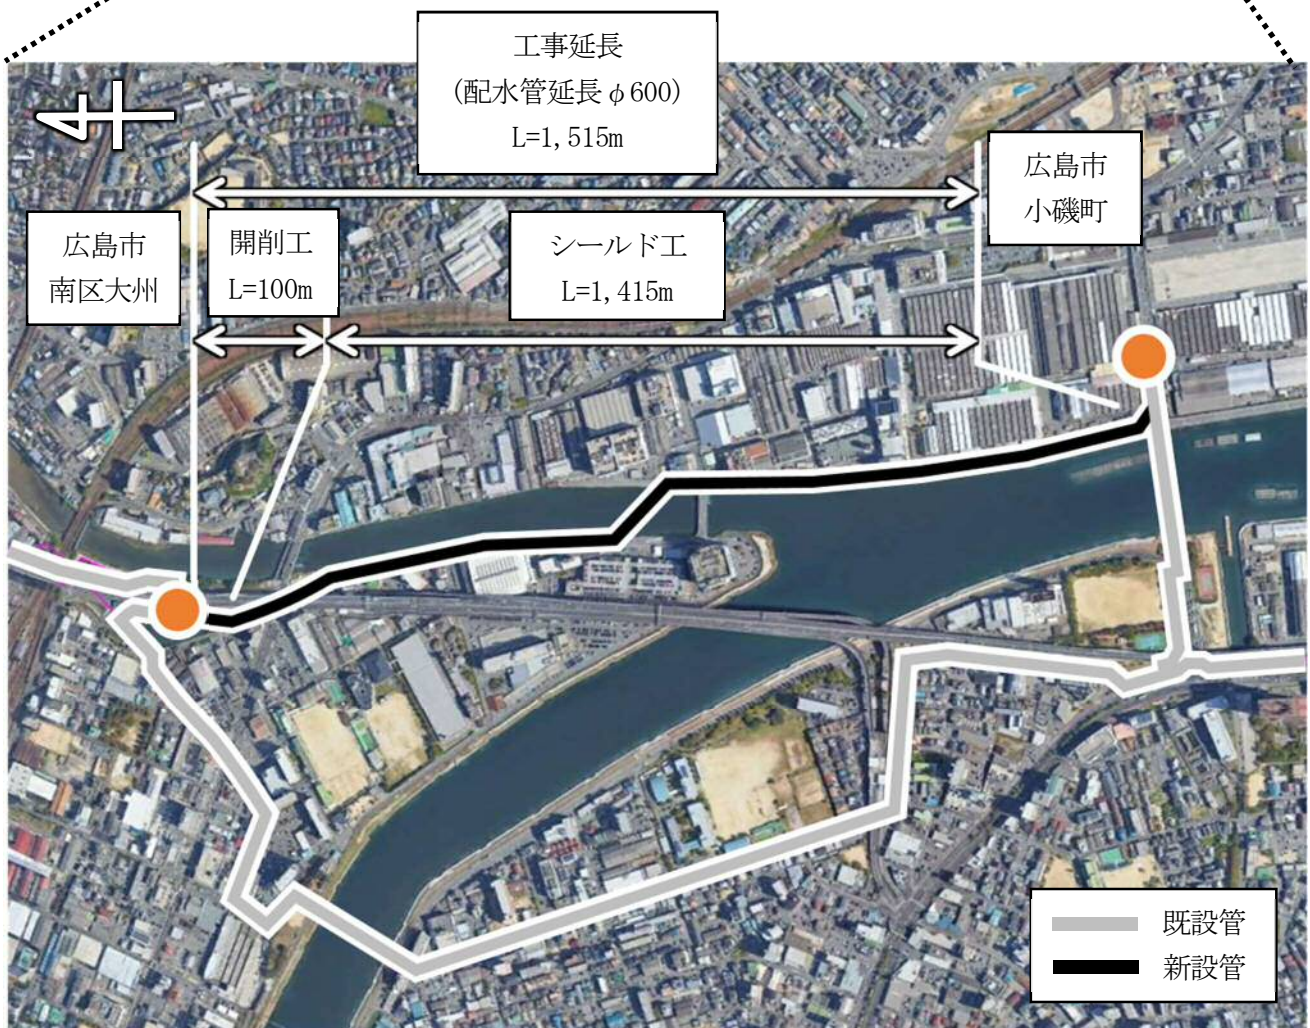 工事延長
(配水管延長φ600)
L=1,515m
広島市
小磯町
広島市
南区大州
開削工
L=100m
シールド工
L=1,415m
既設管
新設管